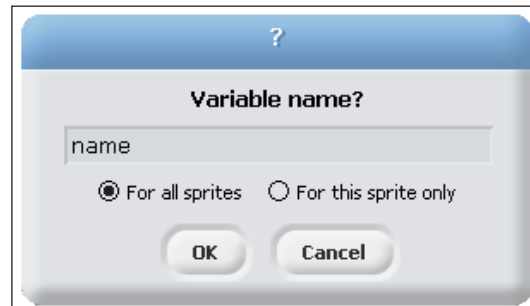 ?
Variable name?
name
For all sprites For this sprite only
OK Cancel